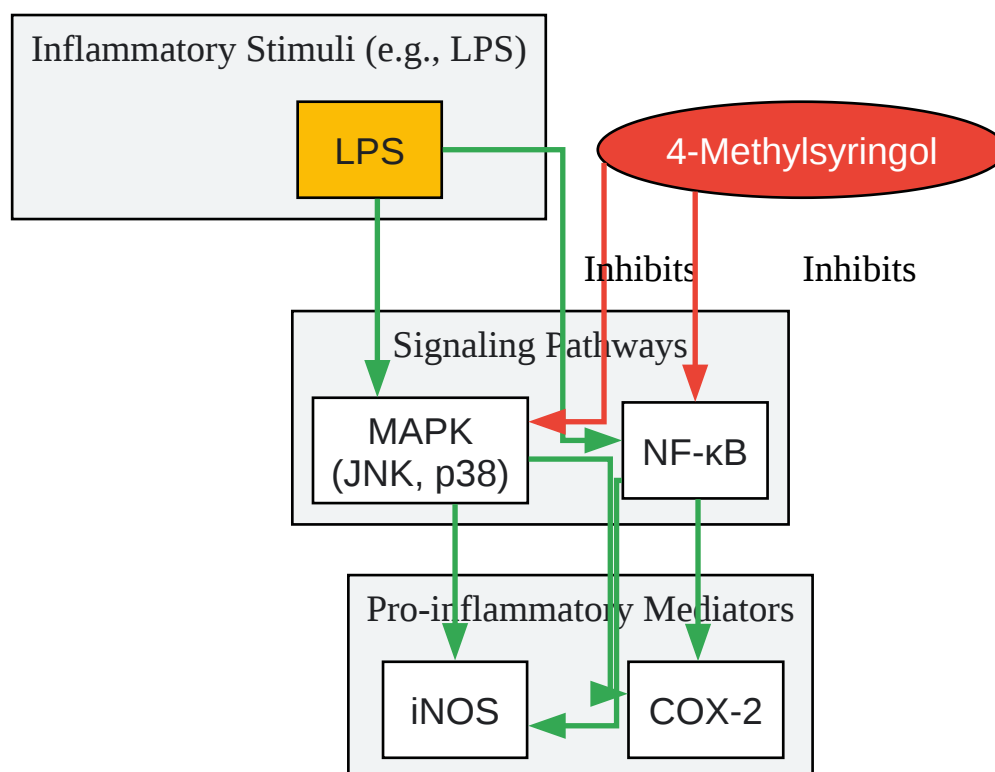 Inflammatory Stimuli (e.g., LPS)
LPS
4-Methylsyringol
Inhibits
Inhibits
Signaling Pathways
MAPK
(JNK, p38)
NF-κB
Pro-inflammatory Mediators
iNOS
COX-2